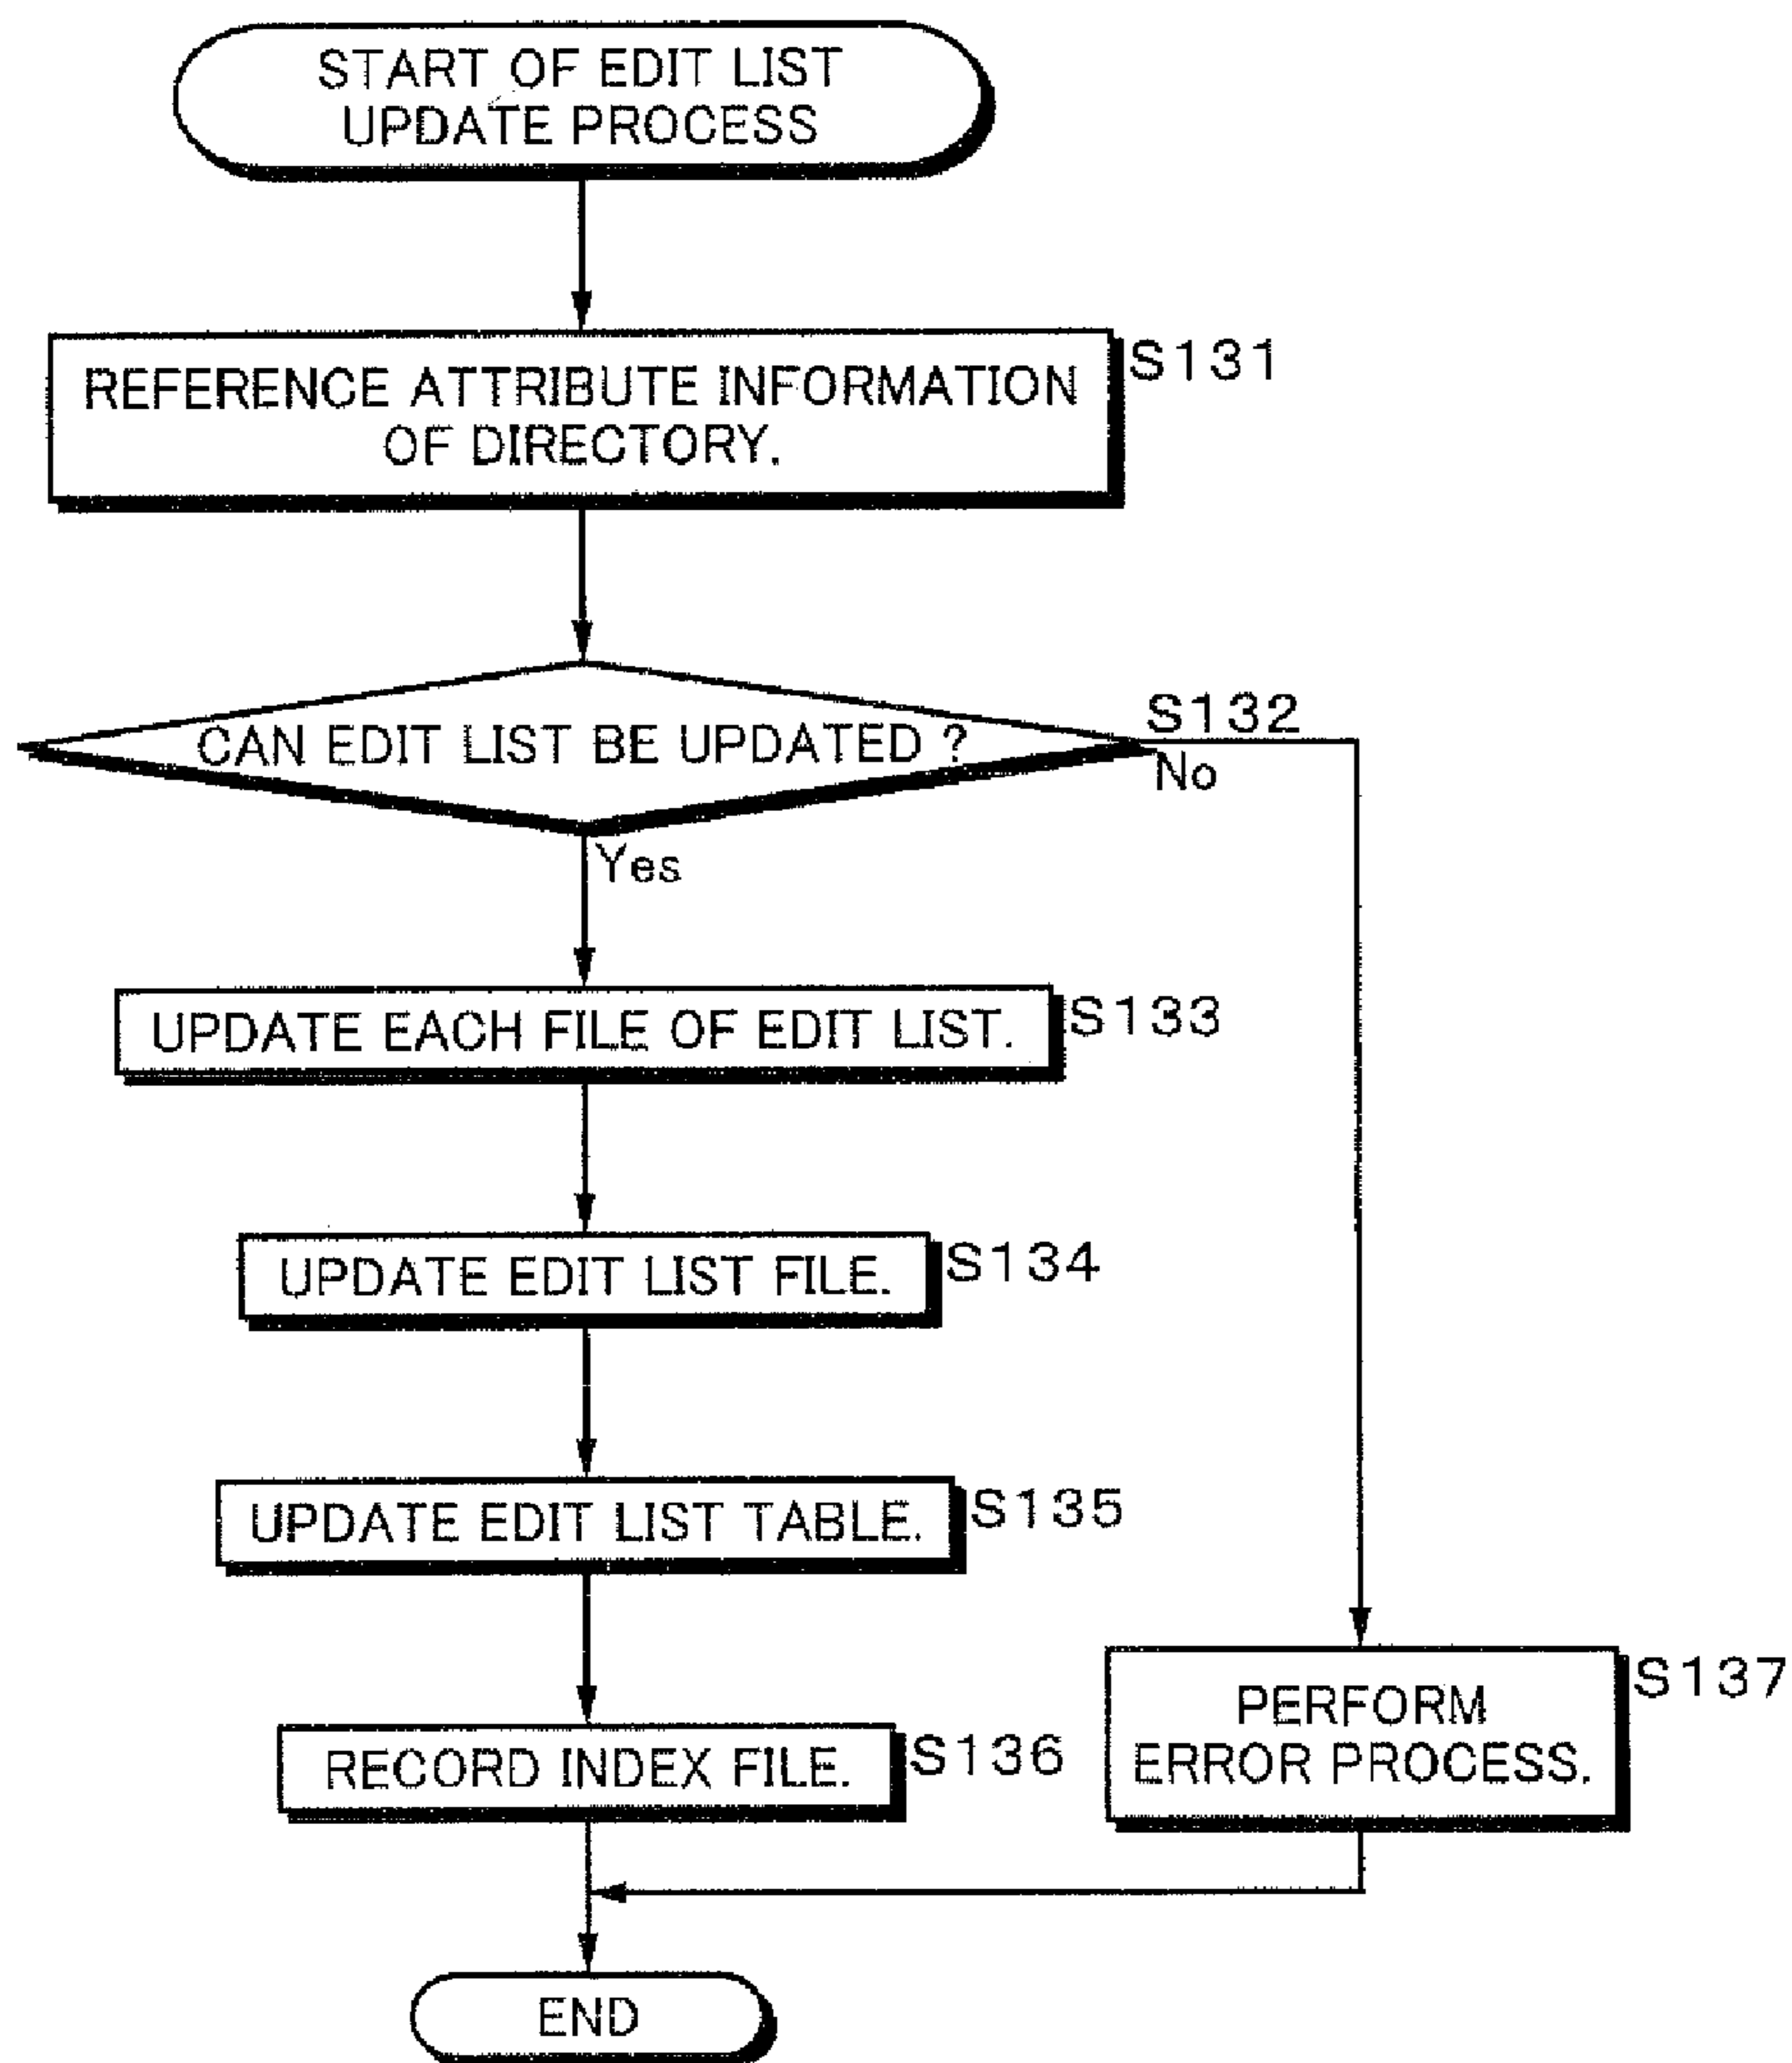 START OF EDIT LIST
UPDATE PROCESS
S131
REFERENCE ATTRIBUTE INFORMATION
OF DIRECTORY.
S132
CAN EDIT LIST BE UPDATED ?
No
Yes
UPDATE EACH FILE OF EDIT LIST.
S133
UPDATE EDIT LIST FILE.
S134
UPDATE EDIT LIST TABLE.
S135
RECORD INDEX FILE.
S136
PERFORM
ERROR PROCESS.
S137
END